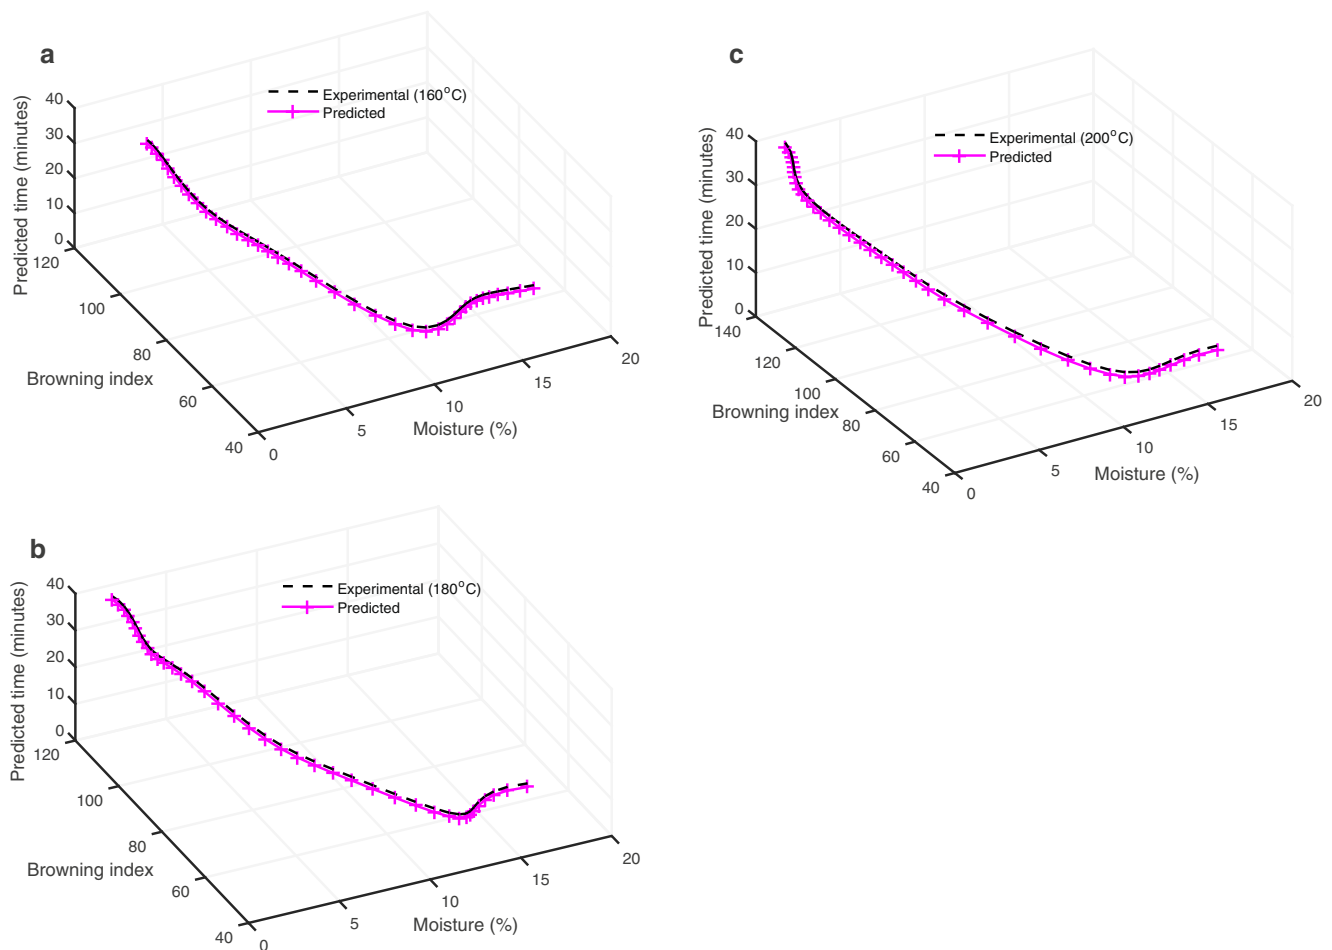 a
Experimental (160°C)
Predicted
Predicted time (minutes)
40
30
20
10
0
120
100
80
60
40
Browning index
0
5
10
15
20
Moisture (%)
c
Experimental (200°C)
Predicted
Predicted time (minutes)
40
30
20
10
0
140
120
100
80
60
40
Browning index
0
5
10
15
20
Moisture (%)
b
Experimental (180°C)
Predicted
Predicted time (minutes)
40
30
20
10
0
120
100
80
60
40
Browning index
0
5
10
15
20
Moisture (%)